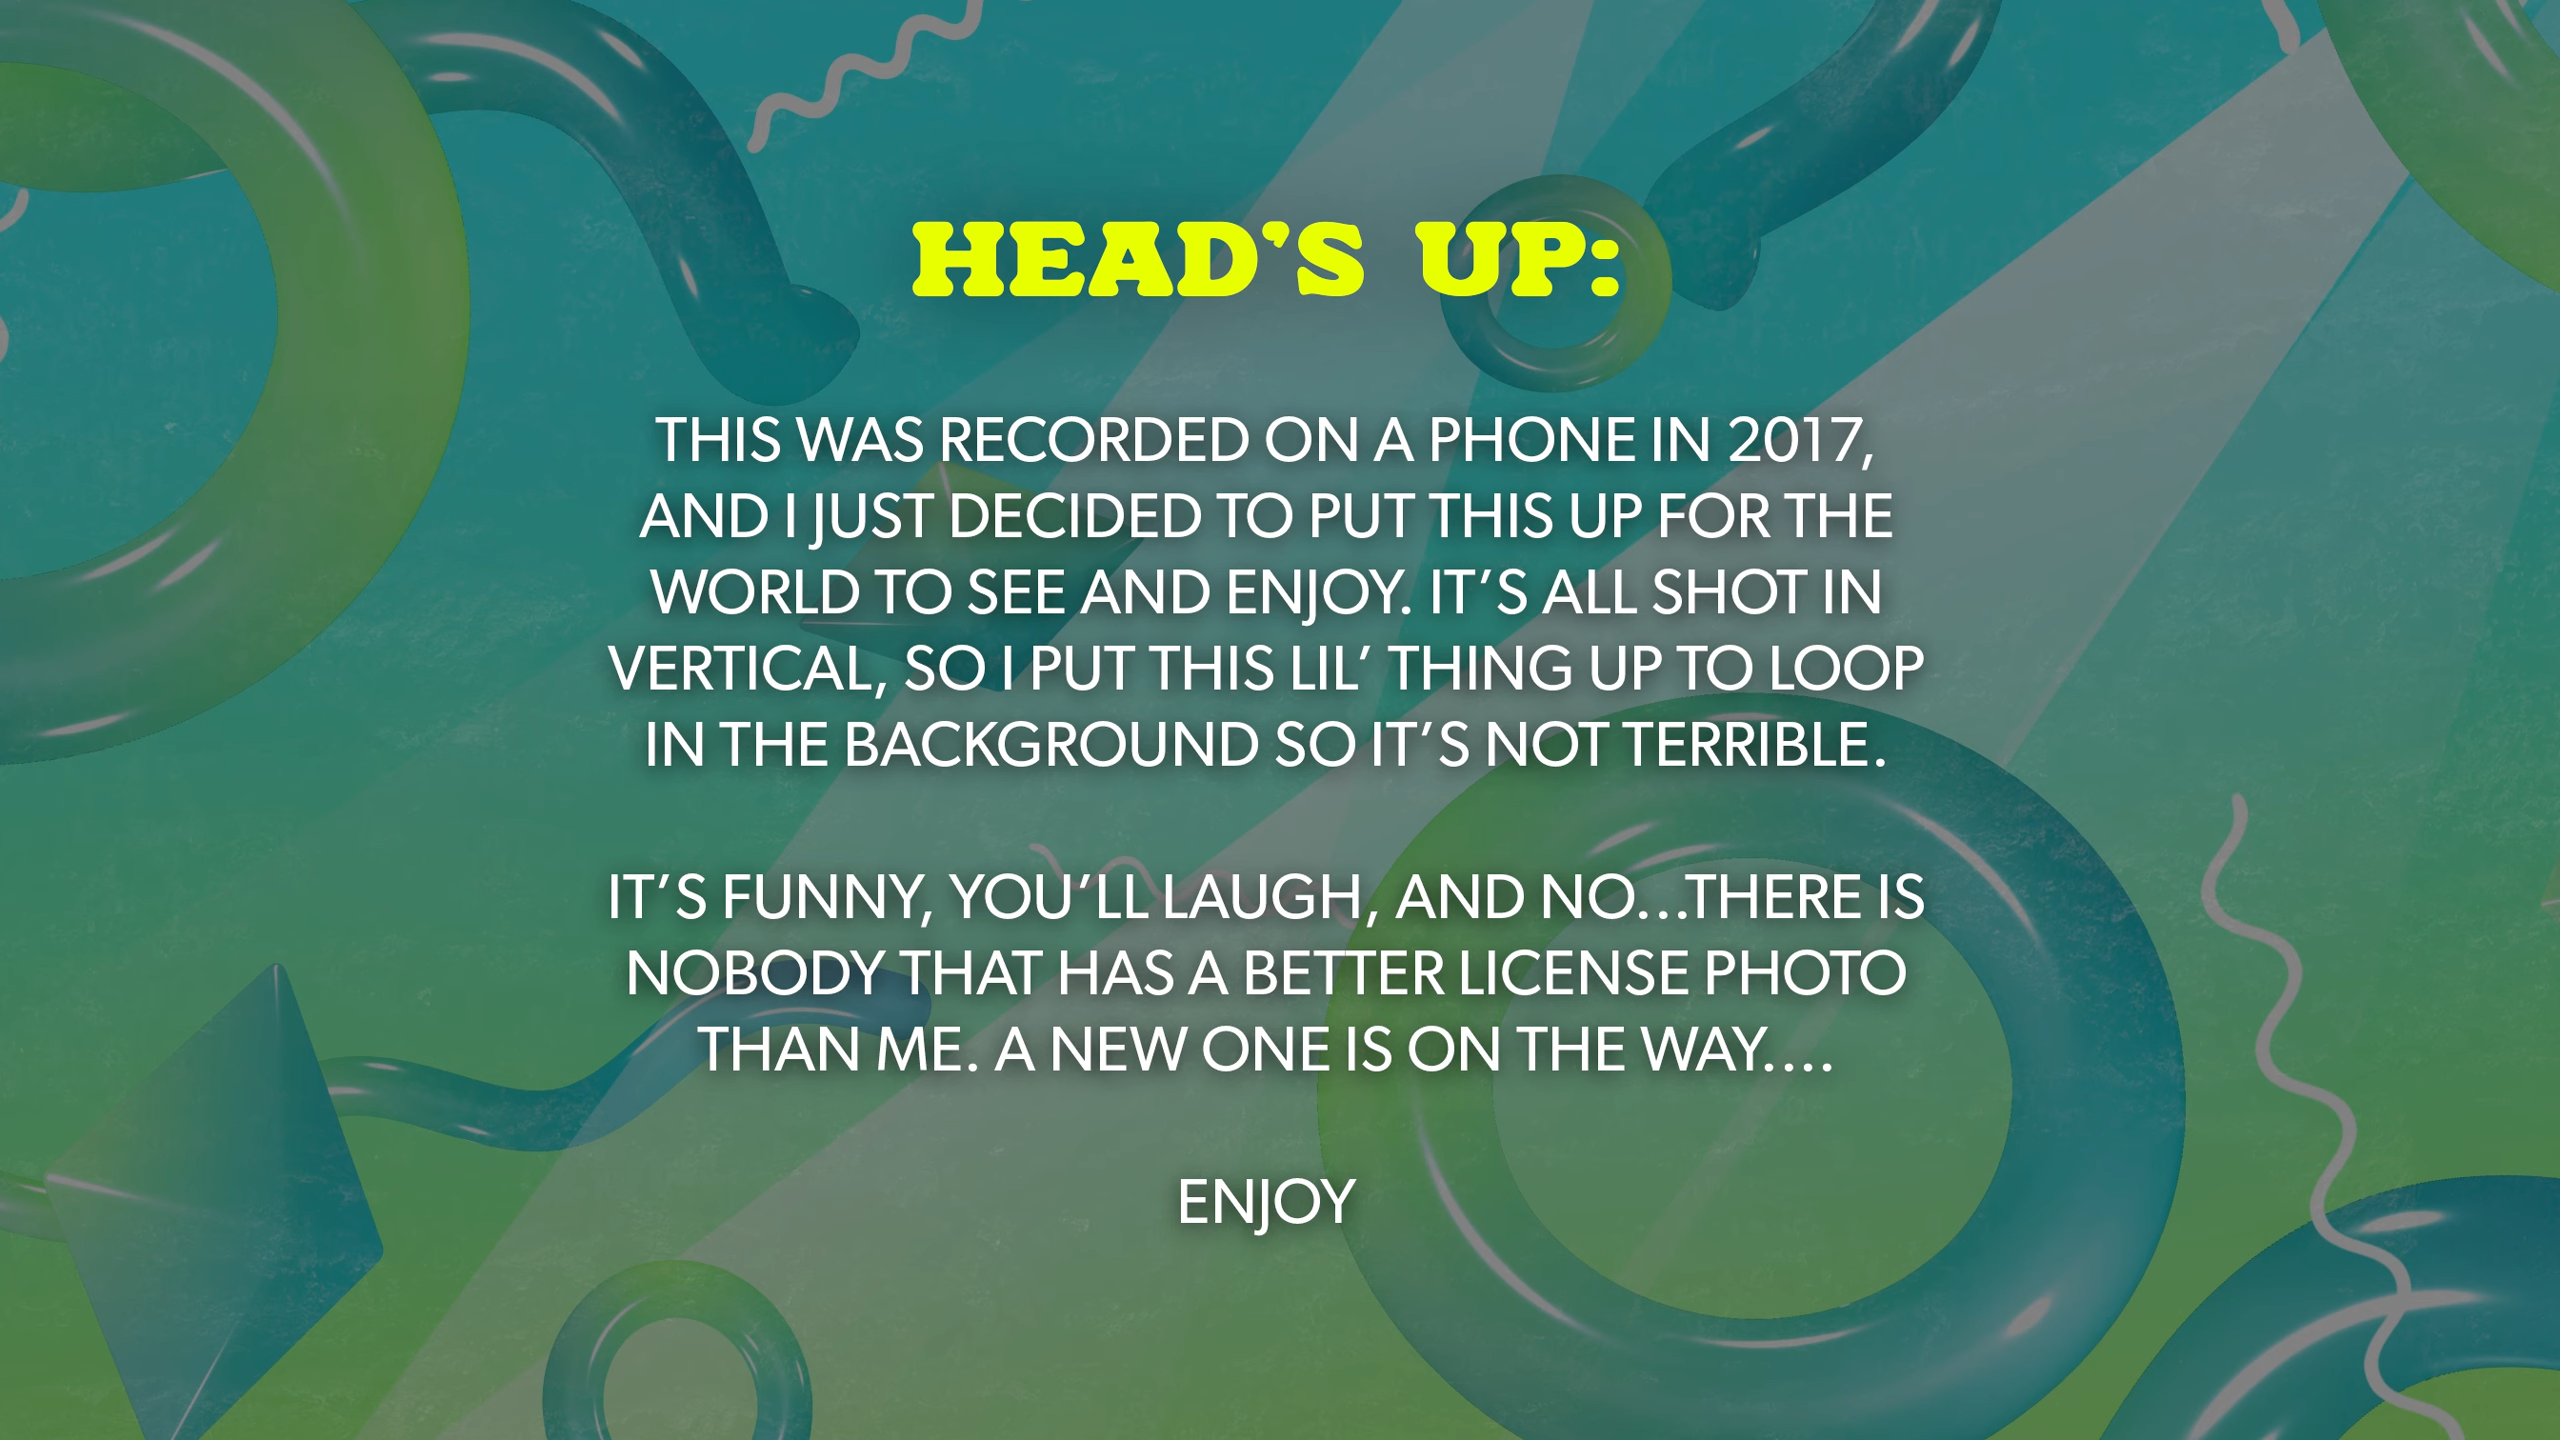 HEAD'S UP:
THIS WAS RECORDED ON A PHONE IN 2017,
AND I JUST DECIDED TO PUT THIS UP FOR THE
WORLD TO SEE AND ENJOY. IT'S ALL SHOT IN
VERTICAL, SO I PUT THIS LIL' THING UP TO LOOP
IN THE BACKGROUND SO IT'S NOT TERRIBLE.
IT'S FUNNY, YOU'LL LAUGH, AND NO...THERE IS
NOBODY THAT HAS A BETTER LICENSE PHOTO
THAN ME. A NEW ONE IS ON THE WAY....
ENJOY